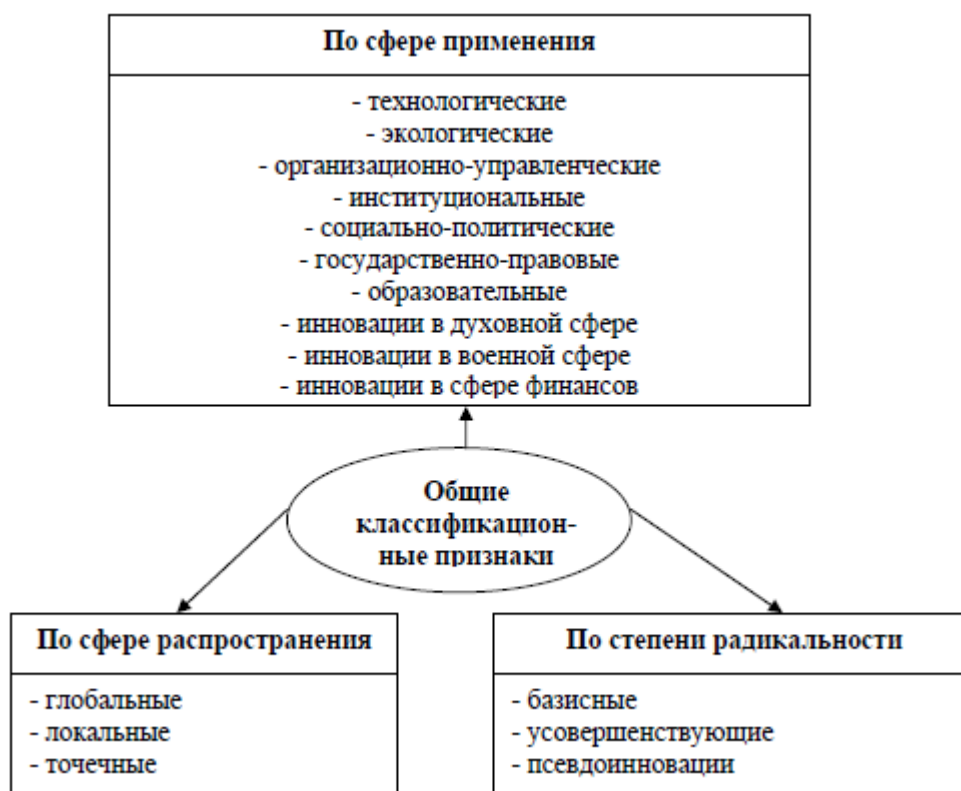 По сфере применения
- технологические
- экологические
- организационно-управленческие
- институциональные
- социально-политические
- государственно-правовые
- образовательные
- инновации в духовной сфере
- инновации в военной сфере
- инновации в сфере финансов
Общие
классификацион-
ные признаки
По сфере распространения
- глобальные
- локальные
- точечные
По степени радикальности
- базисные
- усовершенствующие
- псевдоинновации